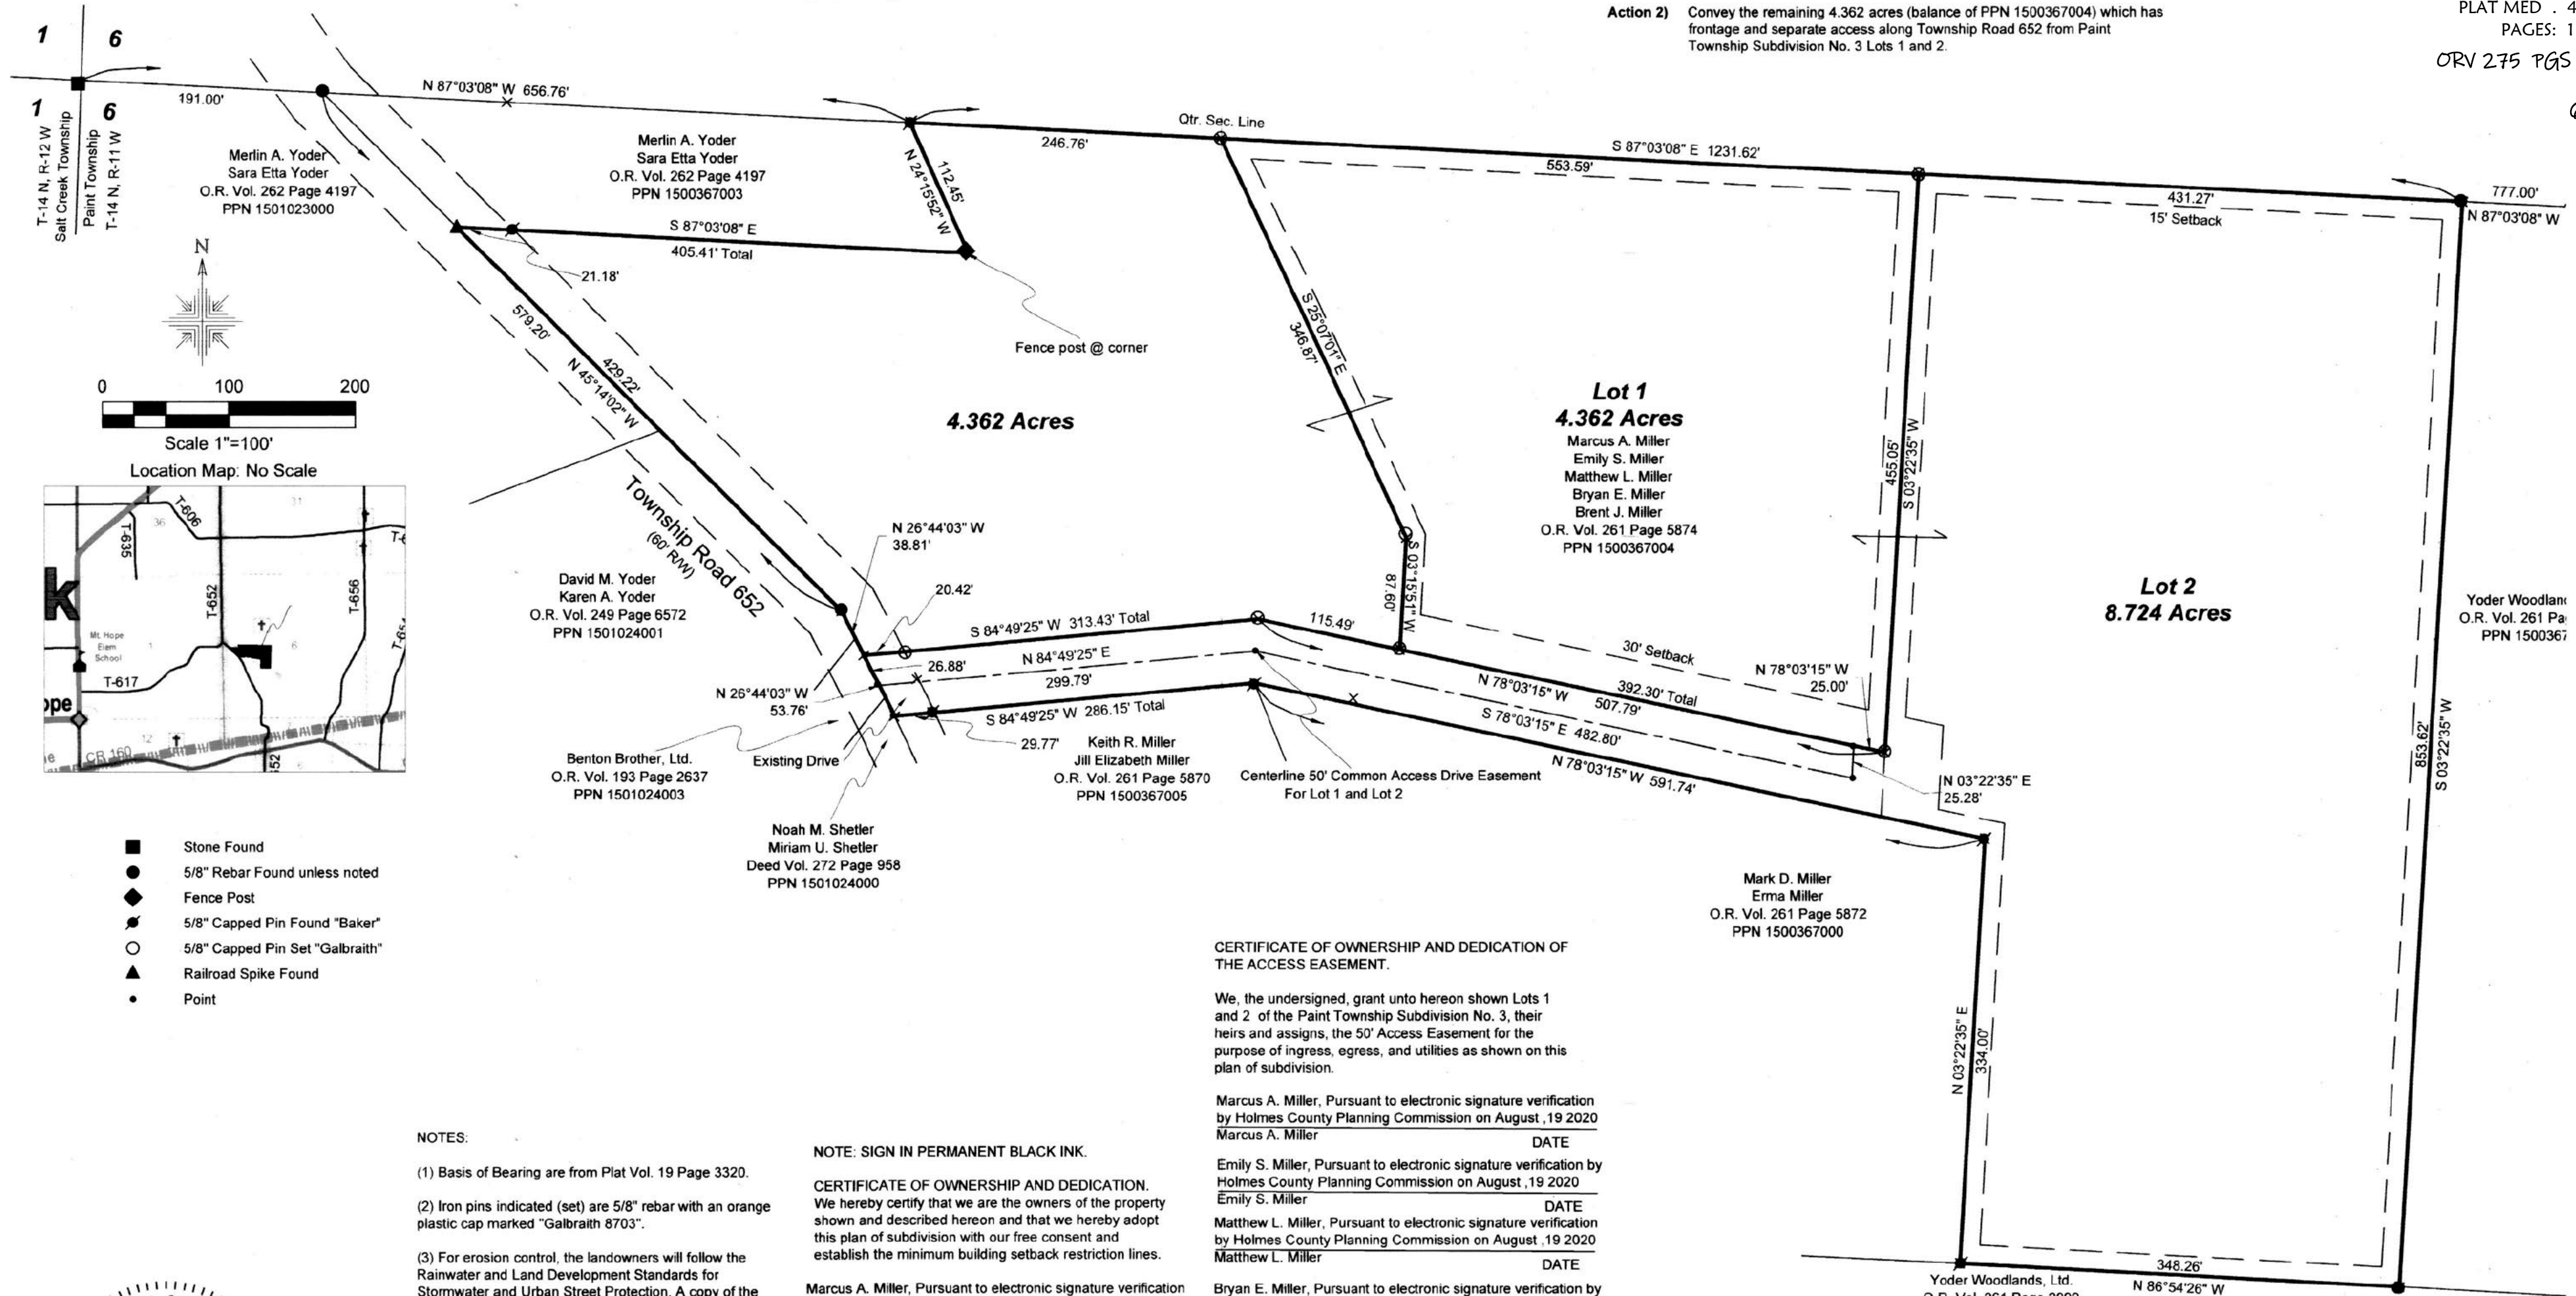 Action 2) Convey the remaining 4.362 acres (balance of PPN 1500367004) which has
frontage and separate access along Township Road 652 from Paint
Township Subdivision No. 3 Lots 1 and 2.
PLAT MED . 4
PAGES: 1
ORV 275 PGS
1
6
1
6
T-14 N, R-12 W
Salt Creek Township
Paint Township
T-14 N, R-11 W
191.00'
N 87°03'08" W 656.76'
Merlin A. Yoder
Sara Etta Yoder
O.R. Vol. 262 Page 4197
PPN 1501023000
Merlin A. Yoder
Sara Etta Yoder
O.R. Vol. 262 Page 4197
PPN 1500367003
112.45'
N 24°15'52" W
246.76'
Qtr. Sec. Line
S 87°03'08" E 1231.62'
553.59'
431.27'
15' Setback
777.00'
N 87°03'08" W
S 87°03'08" E
405.41' Total
21.18'
Fence post @ corner
N
0 100 200
Scale 1"=100'
Location Map: No Scale
T-606
36
31
T-635
T-652
T-656
k
Mt. Hope
Elem
School
1
6
T-617
ope
12
CR 160
579.20'
429.22'
N 45°14'02" W
Township Road 652
(60' R/W)
4.362 Acres
S 25°07'01" E
346.87'
Lot 1
4.362 Acres
Marcus A. Miller
Emily S. Miller
Matthew L. Miller
Bryan E. Miller
Brent J. Miller
O.R. Vol. 261 Page 5874
PPN 1500367004
455.05'
S 03°22'35" W
Lot 2
8.724 Acres
Yoder Woodlan
O.R. Vol. 261 Pa
PPN 150036
N 26°44'03" W
38.81'
David M. Yoder
Karen A. Yoder
O.R. Vol. 249 Page 6572
PPN 1501024001
20.42'
S 84°49'25" W 313.43' Total
115.49'
87.60'
S 03°15'51" W
30' Setback
N 78°03'15" W
25.00'
26.88'
N 84°49'25" E
299.79'
N 26°44'03" W
53.76'
S 84°49'25" W 286.15' Total
29.77'
N 78°03'15" W
392.30' Total
507.79'
S 78°03'15" E 482.80'
N 78°03'15" W 591.74'
N 03°22'35" E
25.28'
853.62'
S 03°22'35" W
Benton Brother, Ltd.
O.R. Vol. 193 Page 2637
PPN 1501024003
Existing Drive
Keith R. Miller
Jill Elizabeth Miller
O.R. Vol. 261 Page 5870
PPN 1500367005
Centerline 50' Common Access Drive Easement
For Lot 1 and Lot 2
Noah M. Shetler
Miriam U. Shetler
Deed Vol. 272 Page 958
PPN 1501024000
Mark D. Miller
Erma Miller
O.R. Vol. 261 Page 5872
PPN 1500367000
Stone Found
5/8" Rebar Found unless noted
Fence Post
5/8" Capped Pin Found "Baker"
5/8" Capped Pin Set "Galbraith"
Railroad Spike Found
Point
N 03°22'35" E
334.00'
348.26'
N 86°54'26" W
Yoder Woodlands, Ltd.
NOTES:
(1) Basis of Bearing are from Plat Vol. 19 Page 3320.
(2) Iron pins indicated (set) are 5/8" rebar with an orange
plastic cap marked "Galbraith 8703".
(3) For erosion control, the landowners will follow the
Rainwater and Land Development Standards for
Stormwater and Urban Street Protection. A copy of the
NOTE: SIGN IN PERMANENT BLACK INK.
CERTIFICATE OF OWNERSHIP AND DEDICATION.
We hereby certify that we are the owners of the property
shown and described hereon and that we hereby adopt
this plan of subdivision with our free consent and
establish the minimum building setback restriction lines.
Marcus A. Miller, Pursuant to electronic signature verification
CERTIFICATE OF OWNERSHIP AND DEDICATION OF
THE ACCESS EASEMENT.
We, the undersigned, grant unto hereon shown Lots 1
and 2 of the Paint Township Subdivision No. 3, their
heirs and assigns, the 50' Access Easement for the
purpose of ingress, egress, and utilities as shown on this
plan of subdivision.
Marcus A. Miller, Pursuant to electronic signature verification
by Holmes County Planning Commission on August ,19 2020
Marcus A. Miller DATE
Emily S. Miller, Pursuant to electronic signature verification by
Holmes County Planning Commission on August ,19 2020
Emily S. Miller DATE
Matthew L. Miller, Pursuant to electronic signature verification
by Holmes County Planning Commission on August ,19 2020
Matthew L. Miller DATE
Bryan E. Miller, Pursuant to electronic signature verification by